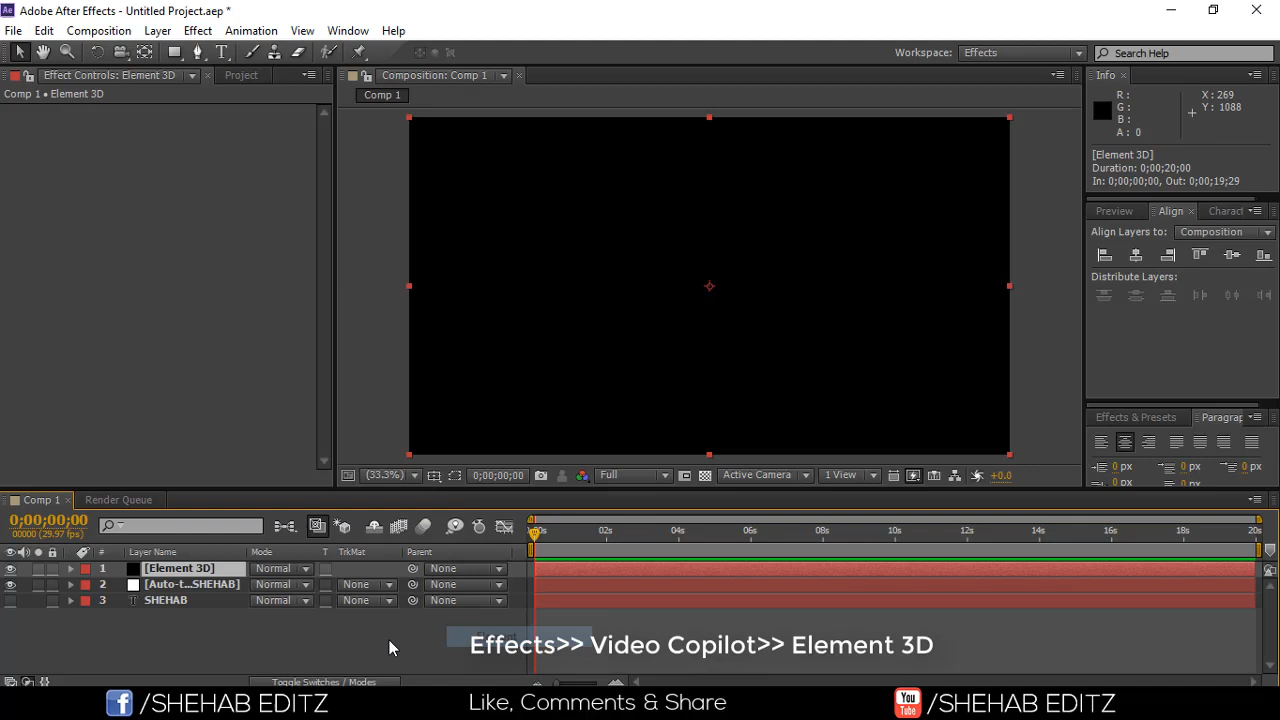 Adobe After Effects - Untitled Project.aep *
File Edit Composition Layer Effect Animation View Window Help
Workspace: Effects Search Help
Effect Controls: Element 3D Project
Composition: Comp 1
Info
Comp 1 • Element 3D
Comp 1
R :
G :
B :
A : 0
X : 269
Y : 1088
[Element 3D]
Duration: 0;00;20;00
In: 0;00;00;00, Out: 0;00;19;29
Preview Align Charact
Align Layers to: Composition
Distribute Layers:
Effects & Presets Paragrap
0 px 0 px 0 px
0 px 0 px
(33.3%) 0;00;00;00 Full Active Camera 1 View +0.0
Comp 1 Render Queue
0;00;00;00
00000 (29.97 fps)
02s 04s 06s 08s 10s 12s 14s 16s 18s 20s
# Layer Name Mode T TrkMat Parent
1 [Element 3D] Normal None
2 [Auto-t...SHEHAB] Normal None None
3 T SHEHAB Normal None None
Effects>> Video Copilot>> Element 3D
Toggle Switches / Modes
f /SHEHAB EDITZ Like, Comments & Share You Tube /SHEHAB EDITZ